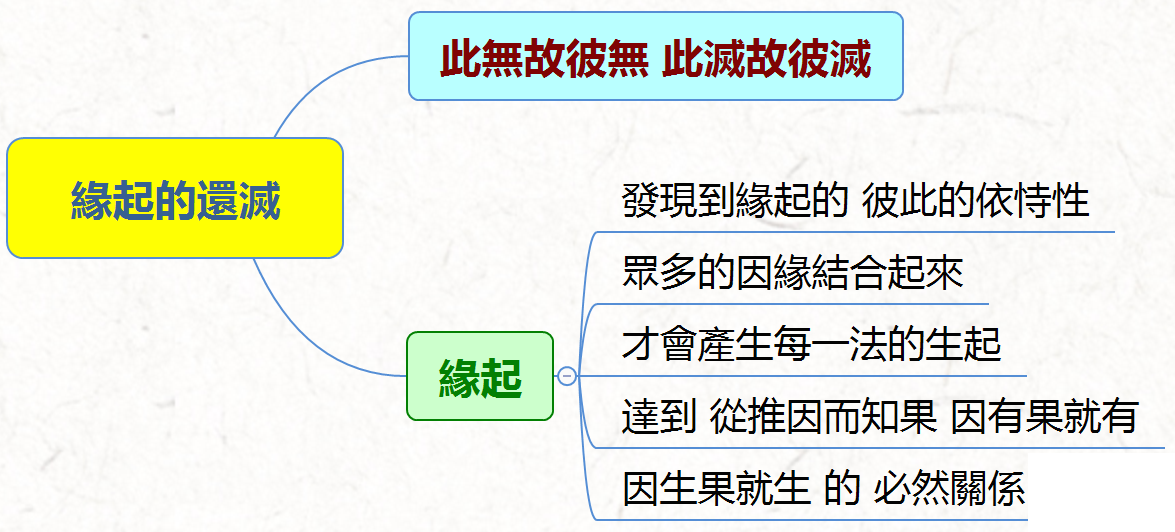 此無故彼無 此滅故彼滅
緣起的還滅
發現到緣起的 彼此的依恃性
眾多的因緣結合起來
才會產生每一法的生起
緣起
達到 從推因而知果 因有果就有
因生果就生 的 必然關係